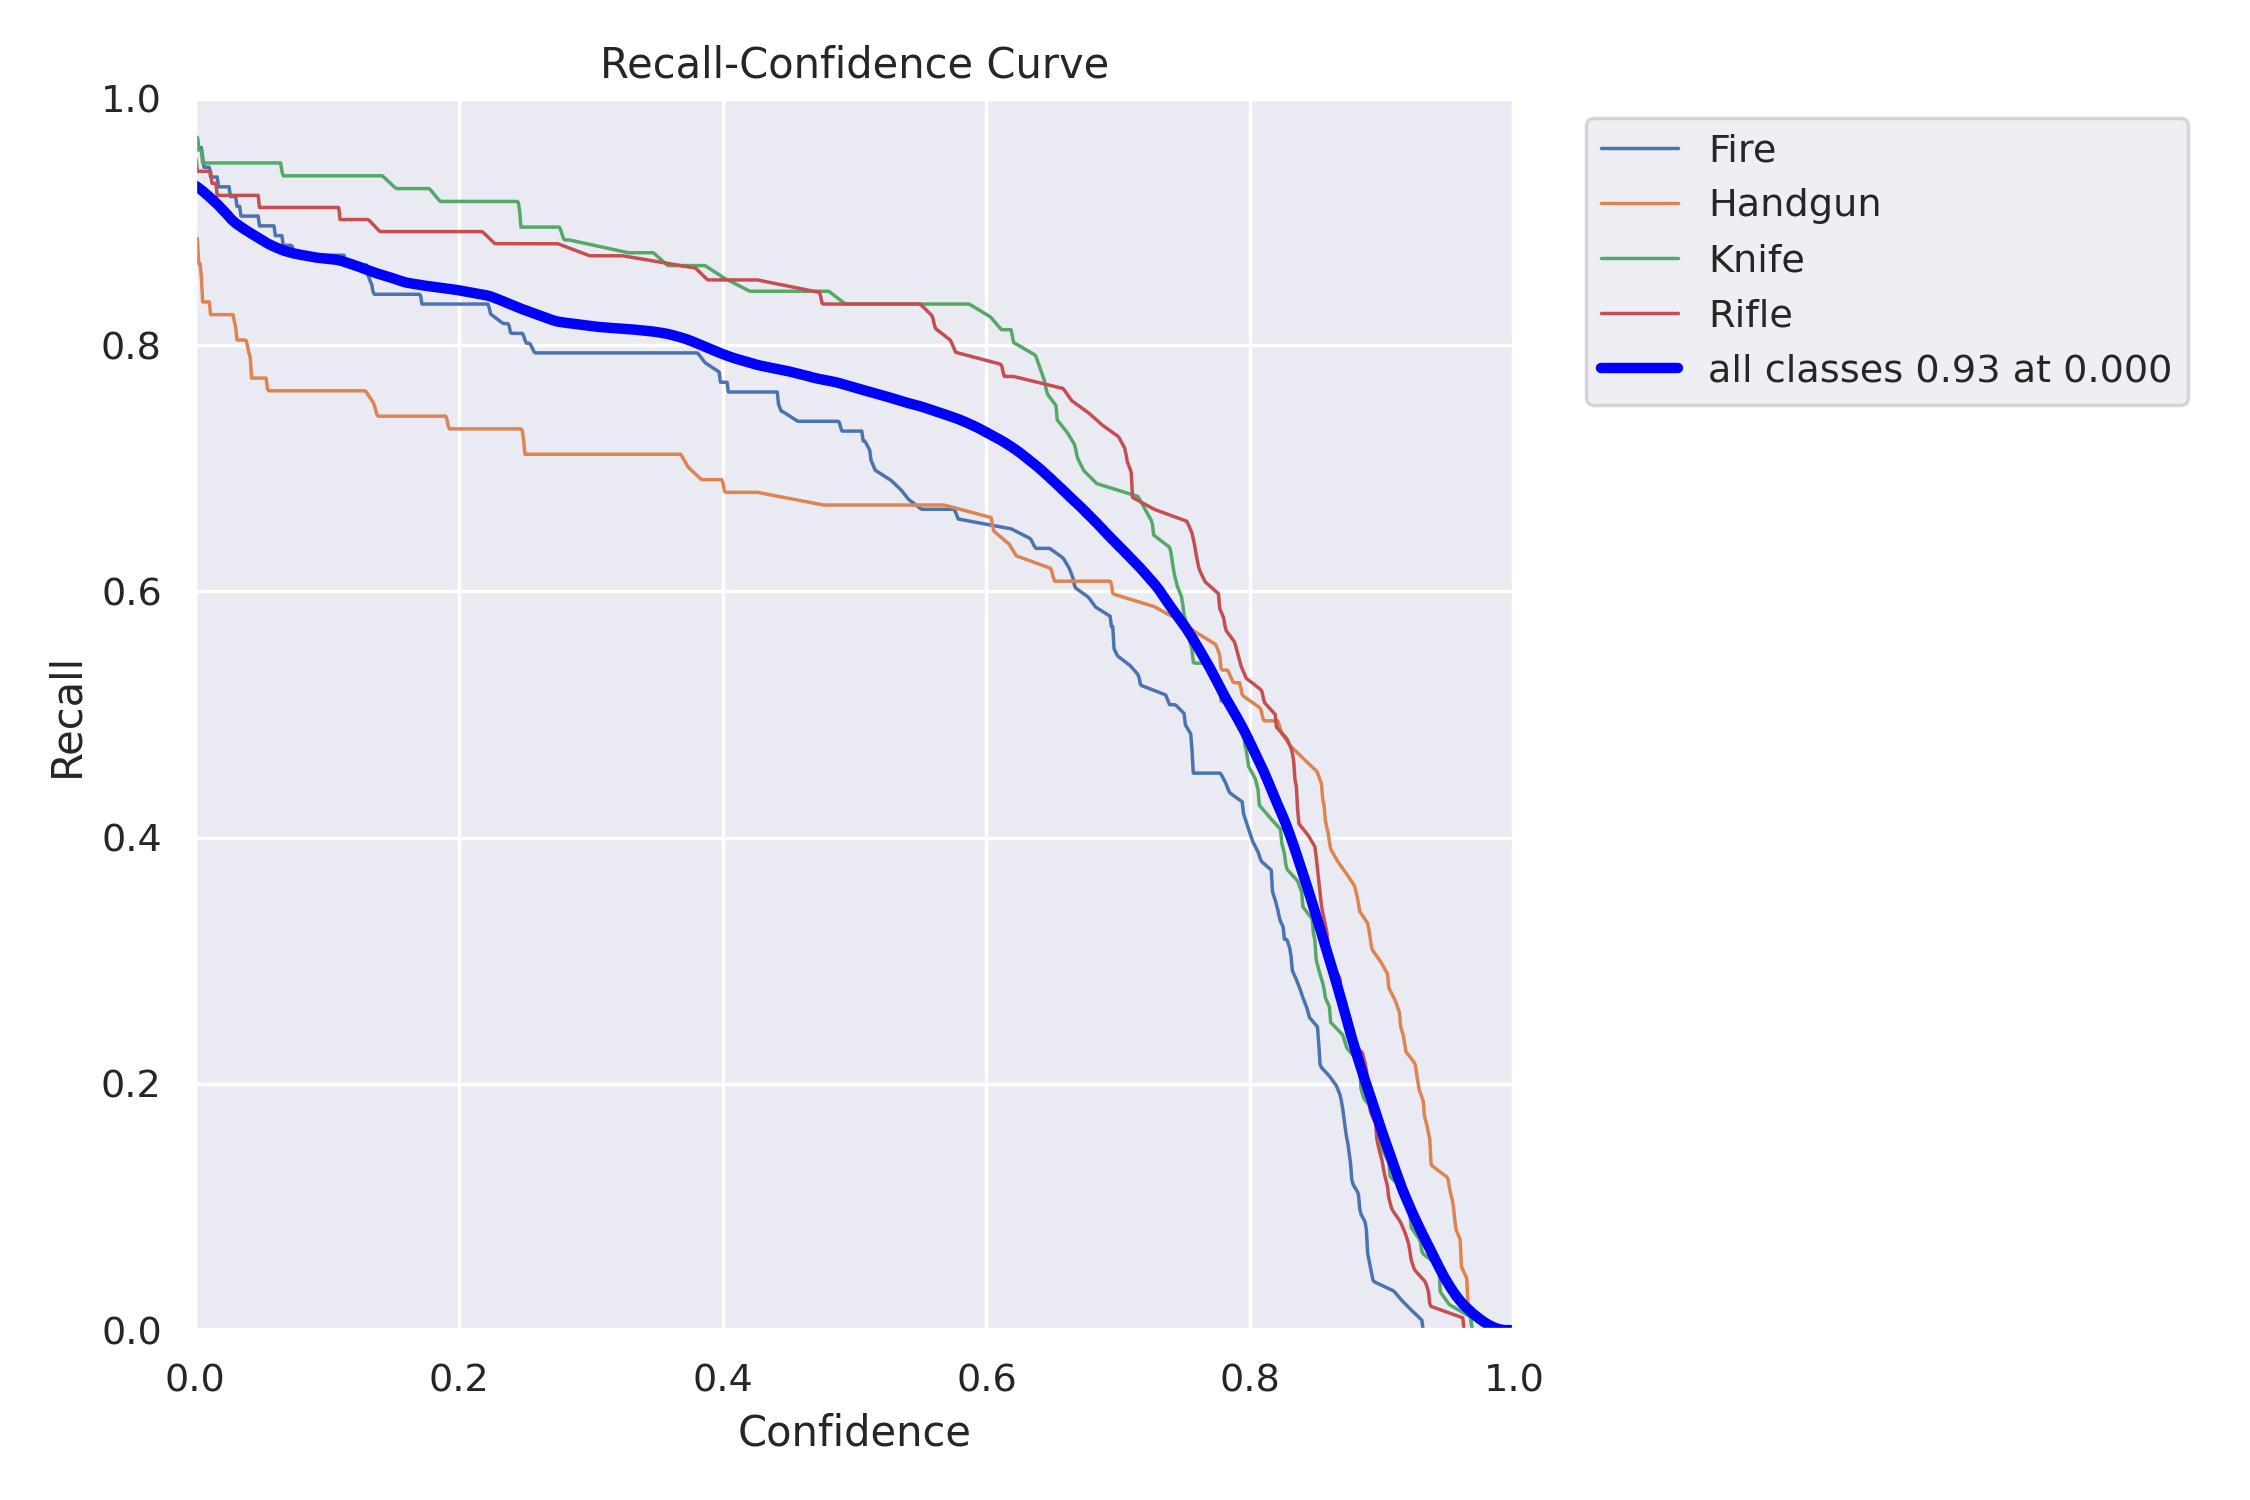 Recall-Confidence Curve
1.0
0.8
0.6
0.4
0.2
0.0
Recall
0.0 0.2 0.4 0.6 0.8 1.0
Confidence
Fire
Handgun
Knife
Rifle
all classes 0.93 at 0.000